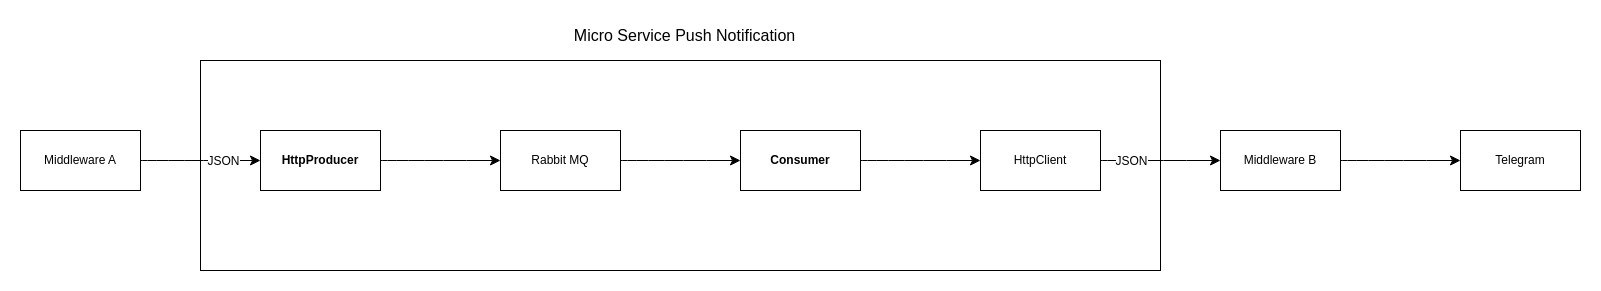 Micro Service Push Notification
Middleware A
JSON
HttpProducer
Rabbit MQ
Consumer
HttpClient
JSON
Middleware B
Telegram